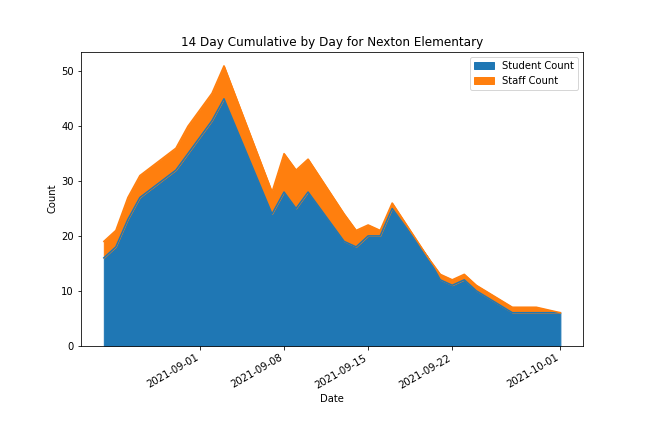 14 Day Cumulative by Day for Nexton Elementary
Student Count
Staff Count
50
40
30
20
10
0
Count
2021-09-01
2021-09-08
2021-09-15
2021-09-22
2021-10-01
Date